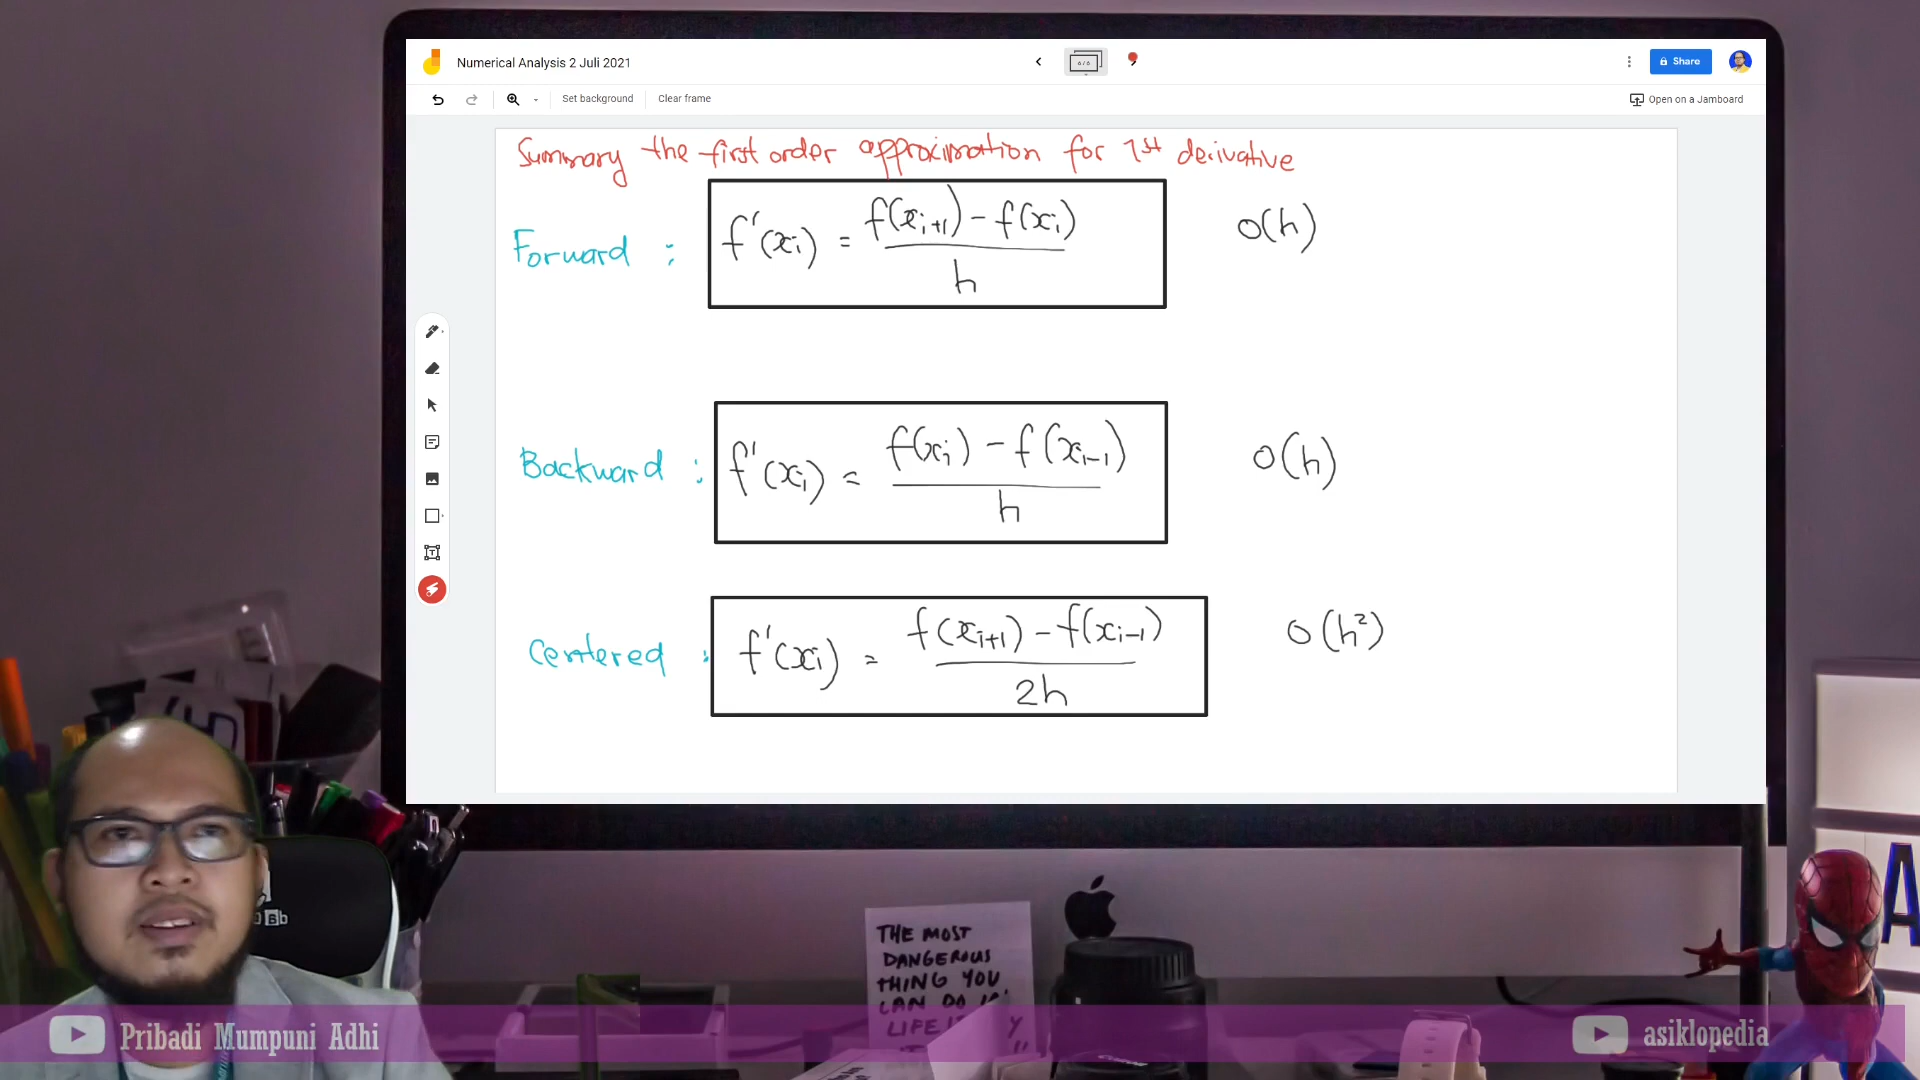 Numerical Analysis 2 Juli 2021
6 / 6
Share
Set background
Clear frame
Open on a Jamboard
Summary the first order approximation for 1st derivative
Forward : f'(xi) = f(xi+1) - f(xi) / h O(h)
Backward : f'(xi) = f(xi) - f(xi-1) / h O(h)
Centered : f'(xi) = f(xi+1) - f(xi-1) / 2h O(h²)
THE MOST
DANGEROUS
THING YOU
CAN DO
LIFE
A
Pribadi Mumpuni Adhi
asiklopedia